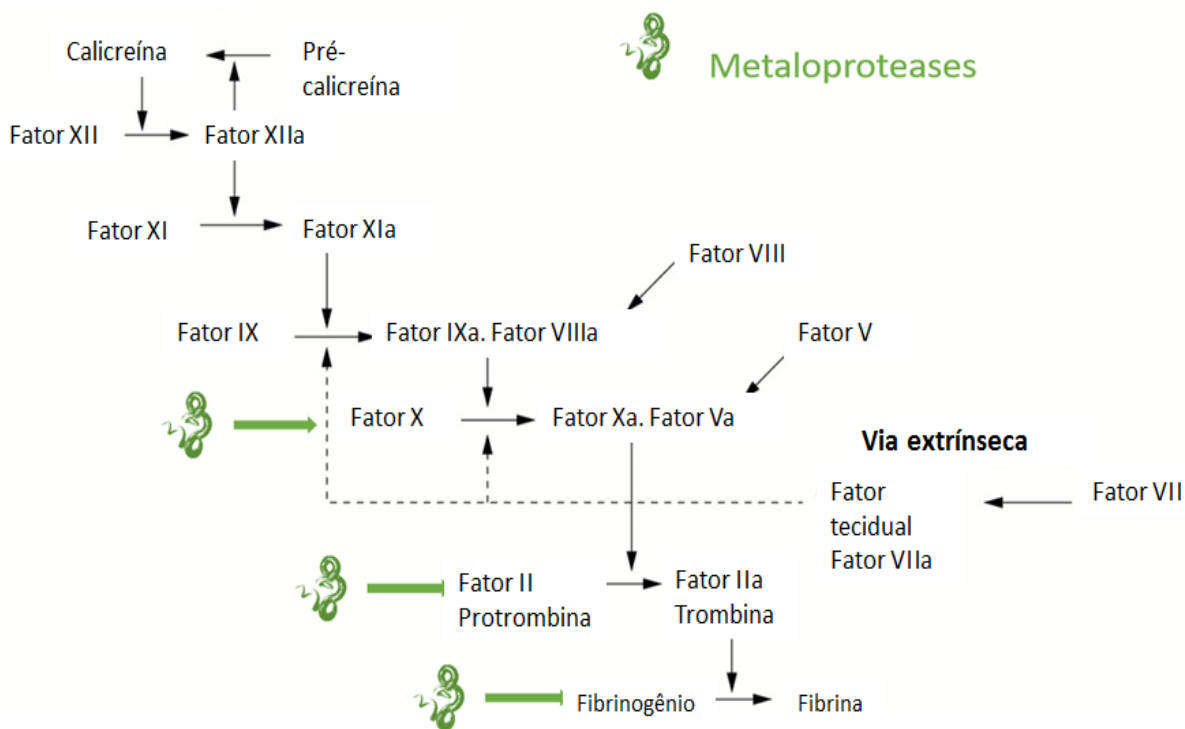 Calicreína
Pré-
calicreína
Metaloproteases
Fator XII
Fator XIIa
Fator XI
Fator XIa
Fator VIII
Fator IX
Fator IXa. Fator VIIIa
Fator V
Fator X
Fator Xa. Fator Va
Via extrínseca
Fator
tecidual
Fator VIIa
Fator VII
Fator II
Protrombina
Fator IIa
Trombina
Fibrinogênio
Fibrina